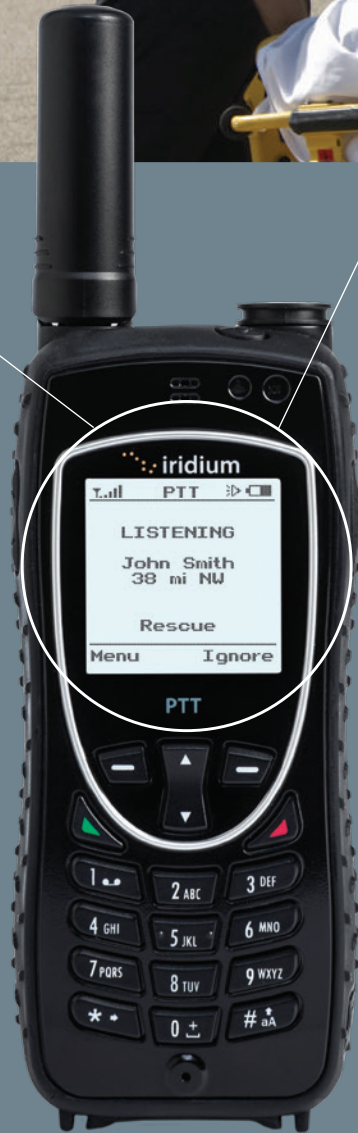 iridium
PTT
LISTENING
John Smith
38 mi NW
Rescue
Menu Ignore
PTT
1
2 ABC 3 DEF
4 GHI 5 JKL 6 MNO
7 PQRS 8 TUV 9 WXYZ
* 0 # aA